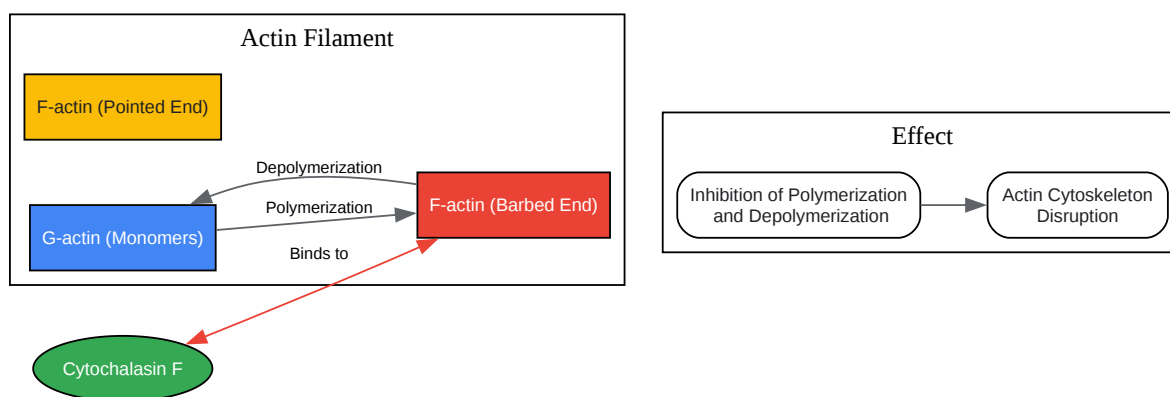 Actin Filament
F-actin (Pointed End)
Depolymerization
Polymerization
G-actin (Monomers)
F-actin (Barbed End)
Binds to
Cytochalasin F
Effect
Inhibition of Polymerization
and Depolymerization
Actin Cytoskeleton
Disruption